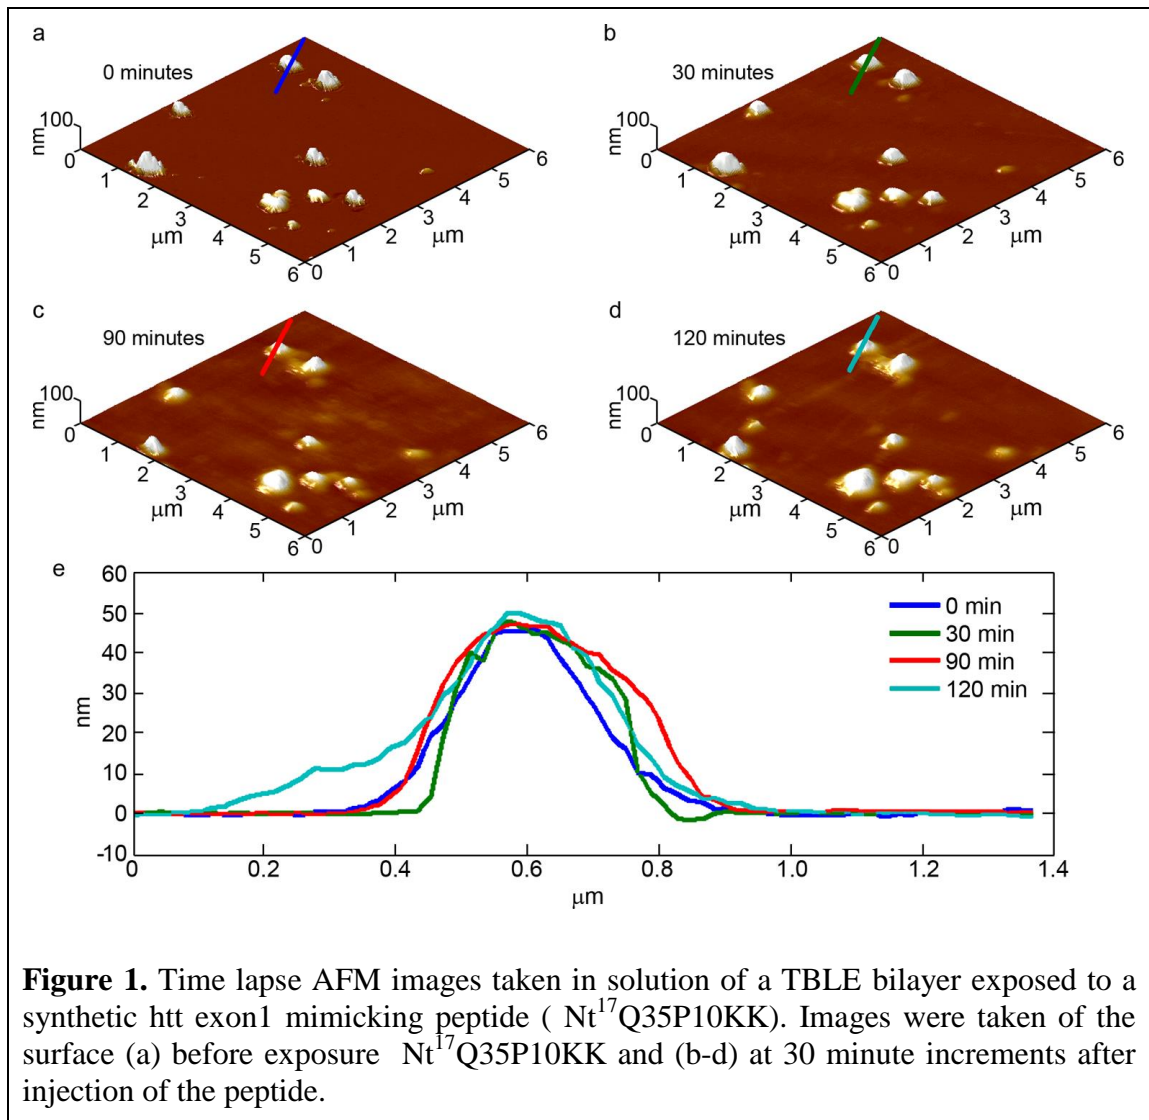 a
0 minutes
100
nm
0
1
2
3
4
5
6
μm
0
1
2
3
4
5
6
μm
b
30 minutes
100
nm
0
1
2
3
4
5
6
μm
0
1
2
3
4
5
6
μm
c
90 minutes
100
nm
0
1
2
3
4
5
6
μm
0
1
2
3
4
5
6
μm
d
120 minutes
100
nm
0
1
2
3
4
5
6
μm
0
1
2
3
4
5
6
μm
e
60
50
40
30
20
10
0
-10
nm
0 min
30 min
90 min
120 min
0 0.2 0.4 0.6 0.8 1.0 1.2 1.4
μm
Figure 1. Time lapse AFM images taken in solution of a TBLE bilayer exposed to a
synthetic htt exon1 mimicking peptide ( Nt17Q35P10KK). Images were taken of the
surface (a) before exposure Nt17Q35P10KK and (b-d) at 30 minute increments after
injection of the peptide.